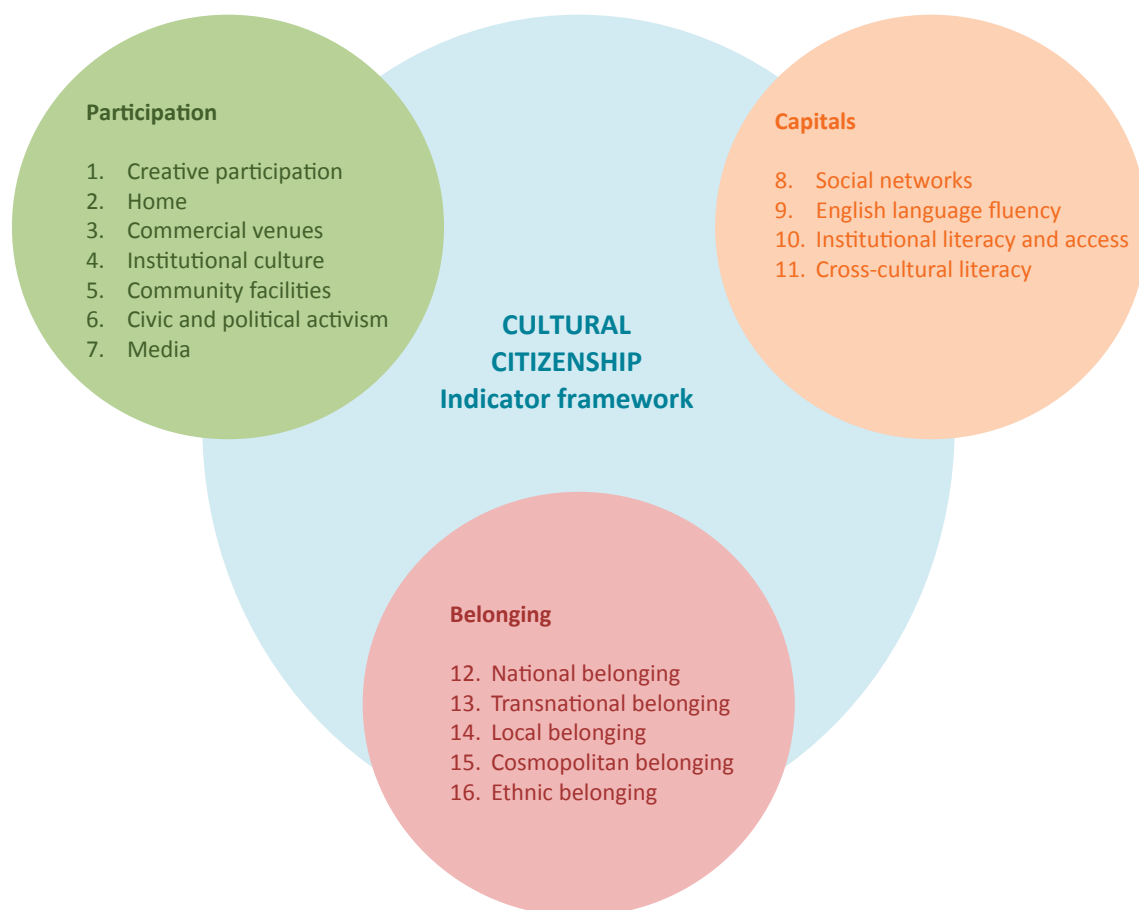 Participation
1. Creative participation
2. Home
3. Commercial venues
4. Institutional culture
5. Community facilities
6. Civic and political activism
7. Media
Capitals
8. Social networks
9. English language fluency
10. Institutional literacy and access
11. Cross-cultural literacy
CULTURAL
CITIZENSHIP
Indicator framework
Belonging
12. National belonging
13. Transnational belonging
14. Local belonging
15. Cosmopolitan belonging
16. Ethnic belonging